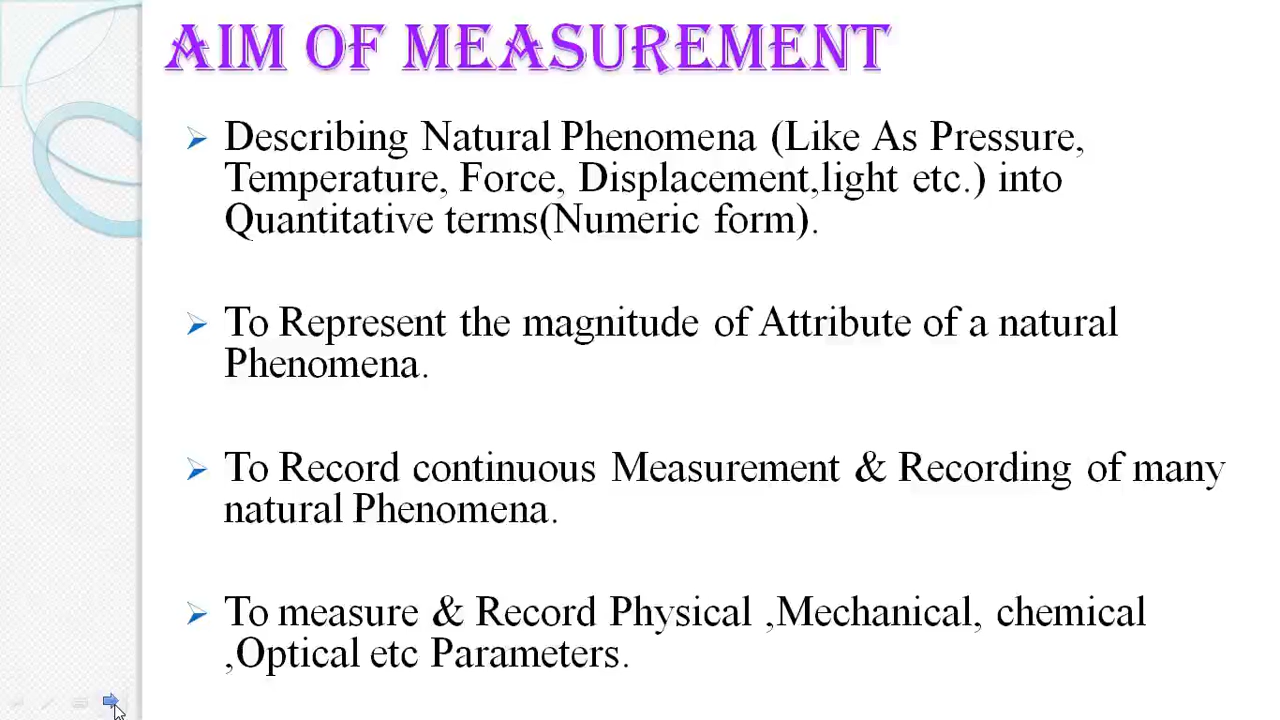 AIM OF MEASUREMENT
Describing Natural Phenomena (Like As Pressure,
Temperature, Force, Displacement,light etc.) into
Quantitative terms(Numeric form).
To Represent the magnitude of Attribute of a natural
Phenomena.
To Record continuous Measurement & Recording of many
natural Phenomena.
To measure & Record Physical ,Mechanical, chemical
,Optical etc Parameters.